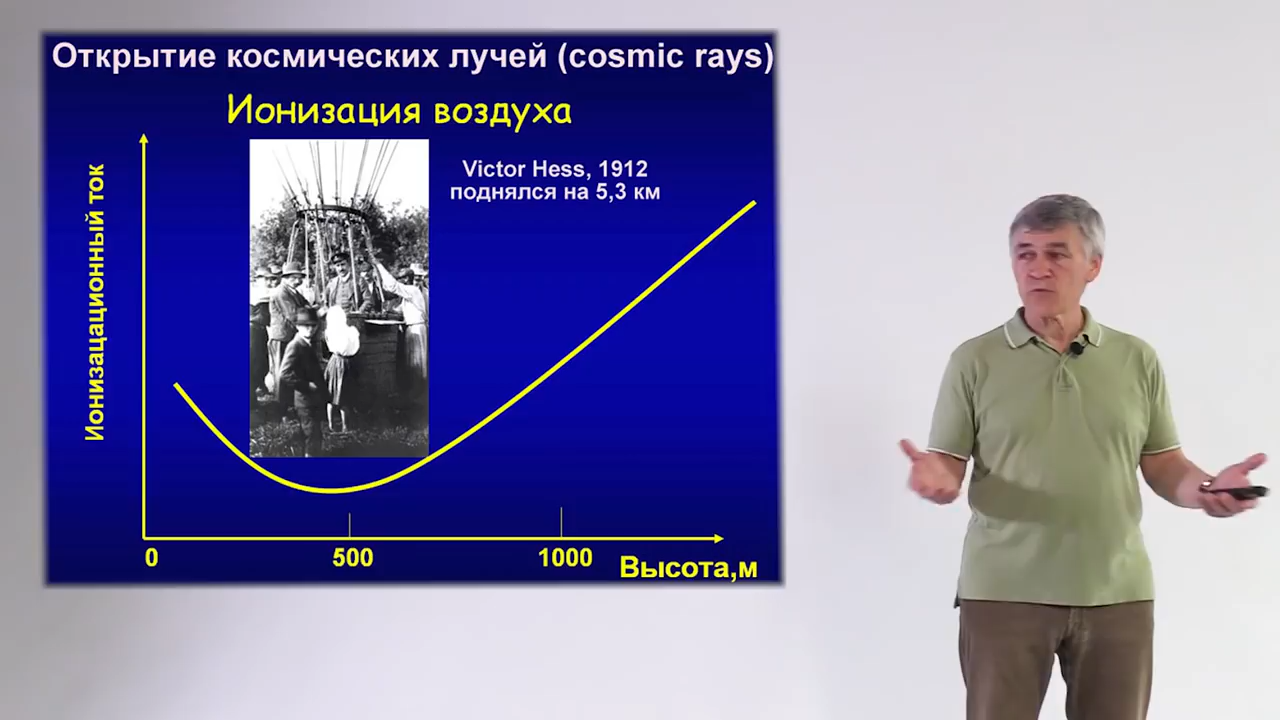 Открытие космических лучей (cosmic rays)
Ионизация воздуха
Victor Hess, 1912
поднялся на 5,3 км
Ионизацационный ток
0
500
1000
Высота,м